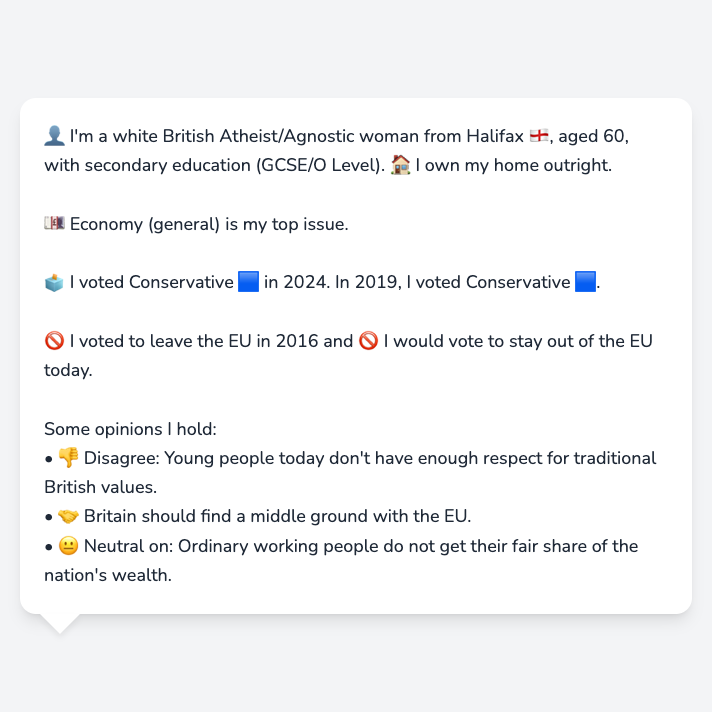 👤 I'm a white British Atheist/Agnostic woman from Halifax 🏴󠁧󠁢󠁥󠁮󠁧󠁿, aged 60,
with secondary education (GCSE/O Level). 🏠 I own my home outright.
💷 Economy (general) is my top issue.
🗳️ I voted Conservative 🟦 in 2024. In 2019, I voted Conservative 🟦.
🚫 I voted to leave the EU in 2016 and 🚫 I would vote to stay out of the EU
today.
Some opinions I hold:
• 👎 Disagree: Young people today don't have enough respect for traditional
British values.
• 🤝 Britain should find a middle ground with the EU.
• 😐 Neutral on: Ordinary working people do not get their fair share of the
nation's wealth.